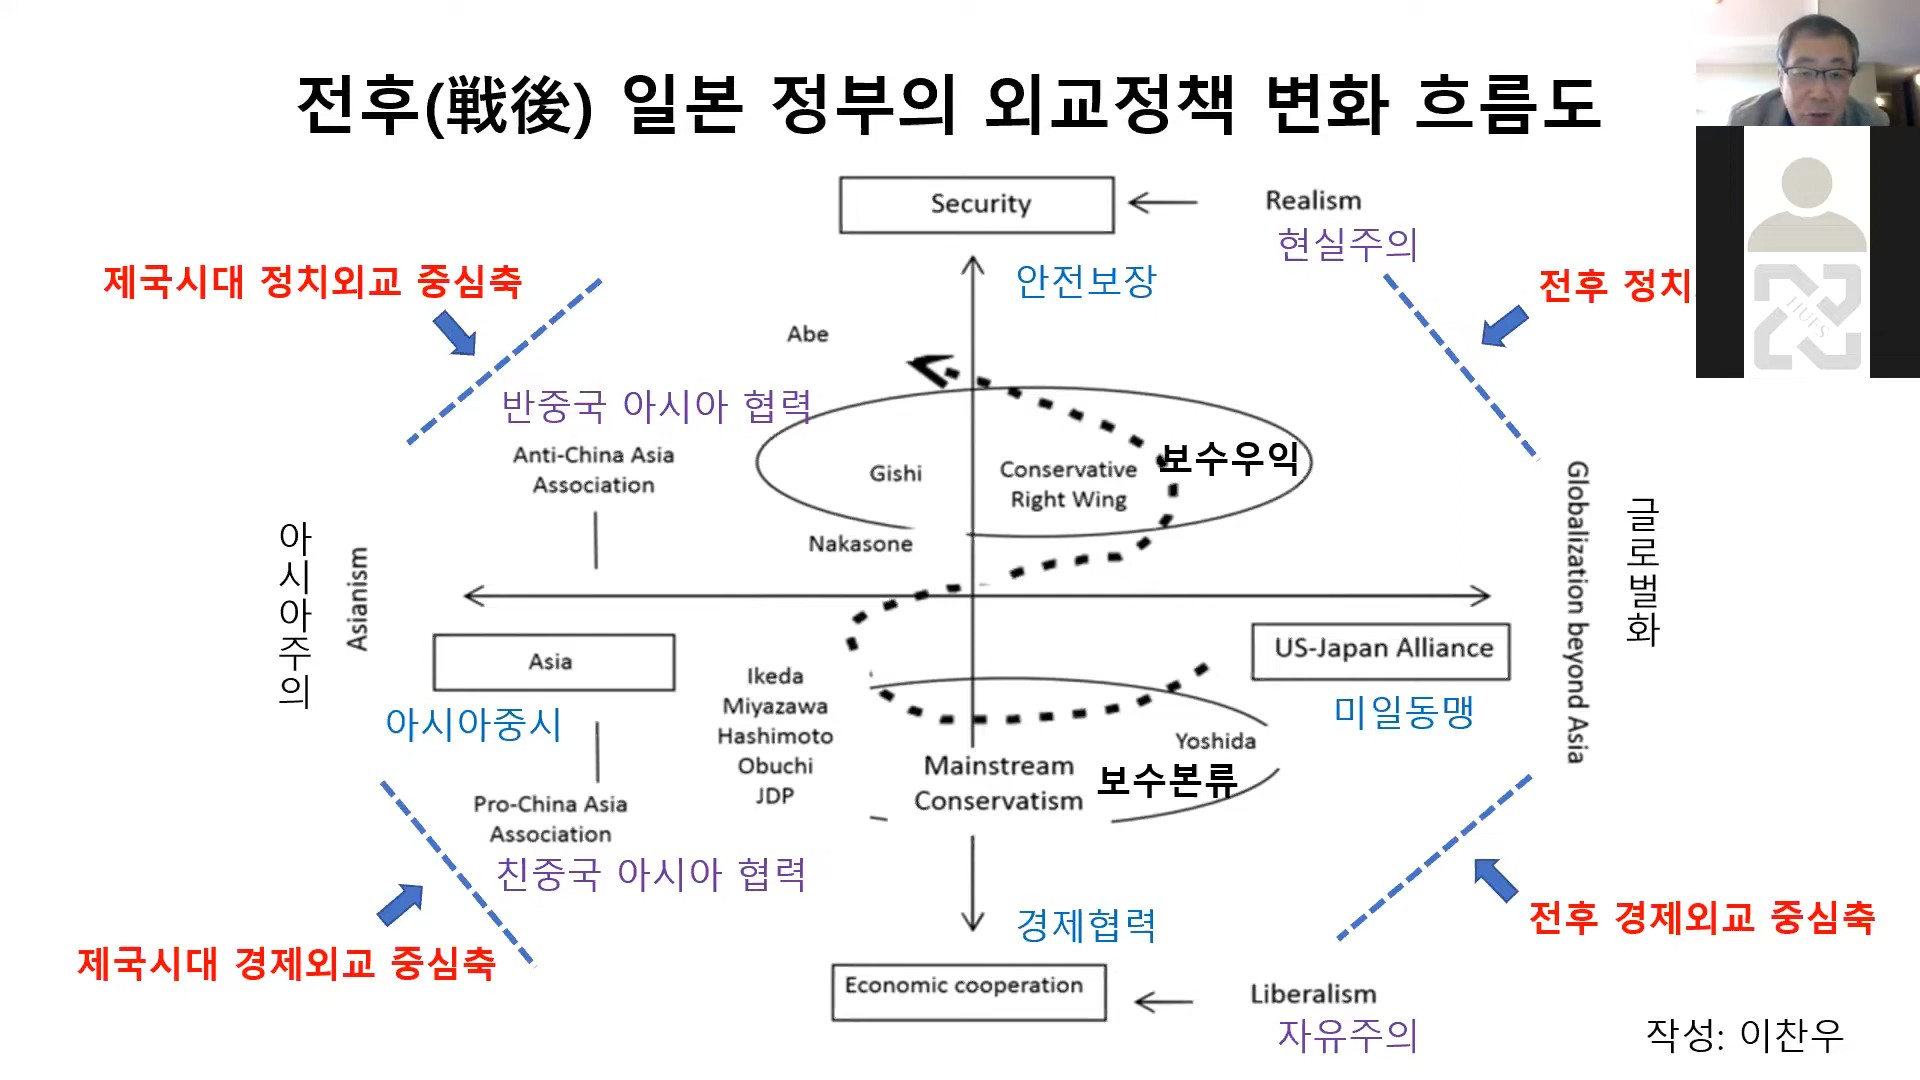 전후(戦後) 일본 정부의 외교정책 변화 흐름도
Security
Realism
현실주의
제국시대 정치외교 중심축
안전보장
전후 정치
HUFS
Abe
반중국 아시아 협력
Anti-China Asia
Association
Gishi
Conservative
Right Wing
보수우익
Nakasone
아시아주의
Asianism
Globalization beyond Asia
글로벌화
Asia
아시아중시
US-Japan Alliance
미일동맹
Ikeda
Miyazawa
Hashimoto
Obuchi
JDP
Yoshida
Mainstream
Conservatism
보수본류
Pro-China Asia
Association
친중국 아시아 협력
경제협력
전후 경제외교 중심축
제국시대 경제외교 중심축
Economic cooperation
Liberalism
자유주의
작성: 이찬우